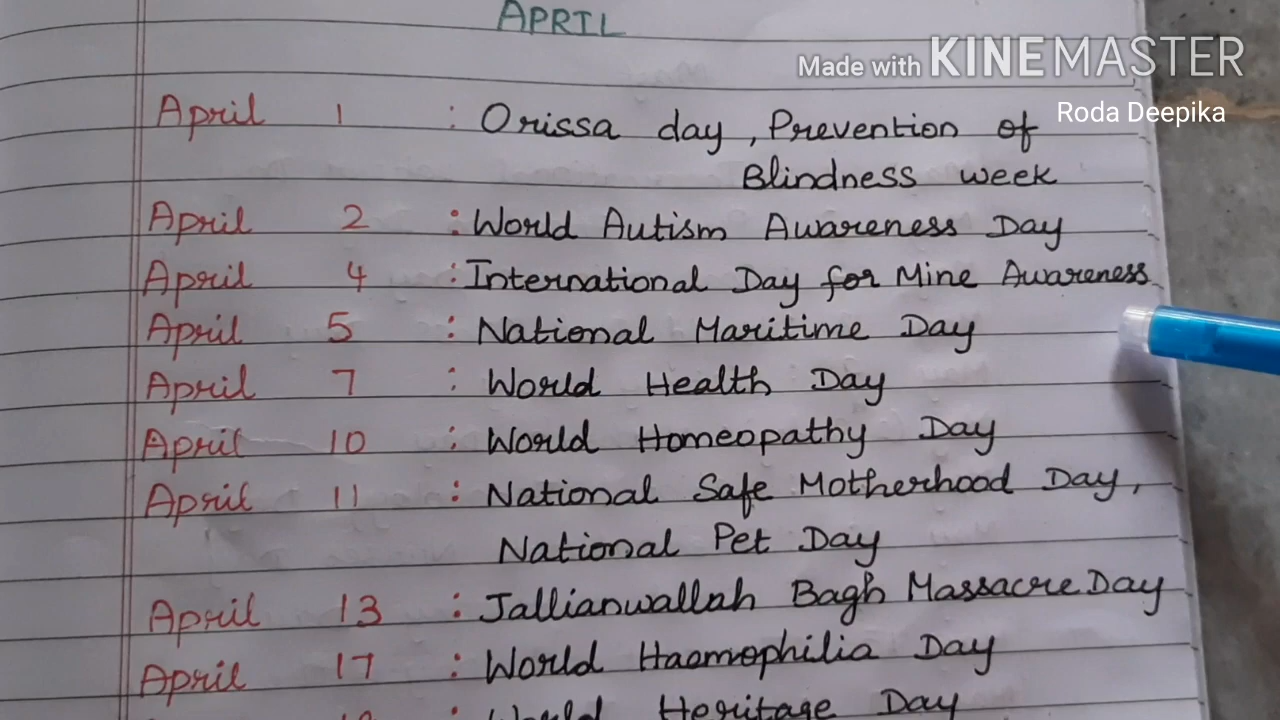 APRIL
Made with KINEMASTER
Roda Deepika
April 1 : Orissa day, Prevention of
Blindness week
April 2 : World Autism Awareness Day
April 4 : International Day for Mine Awareness
April 5 : National Maritime Day
April 7 : World Health Day
April 10 : World Homeopathy Day
April 11 : National Safe Motherhood Day,
National Pet Day
April 13 : Jallianwallah Bagh Massacre Day
April 17 : World Haemophilia Day
: World Heritage Day